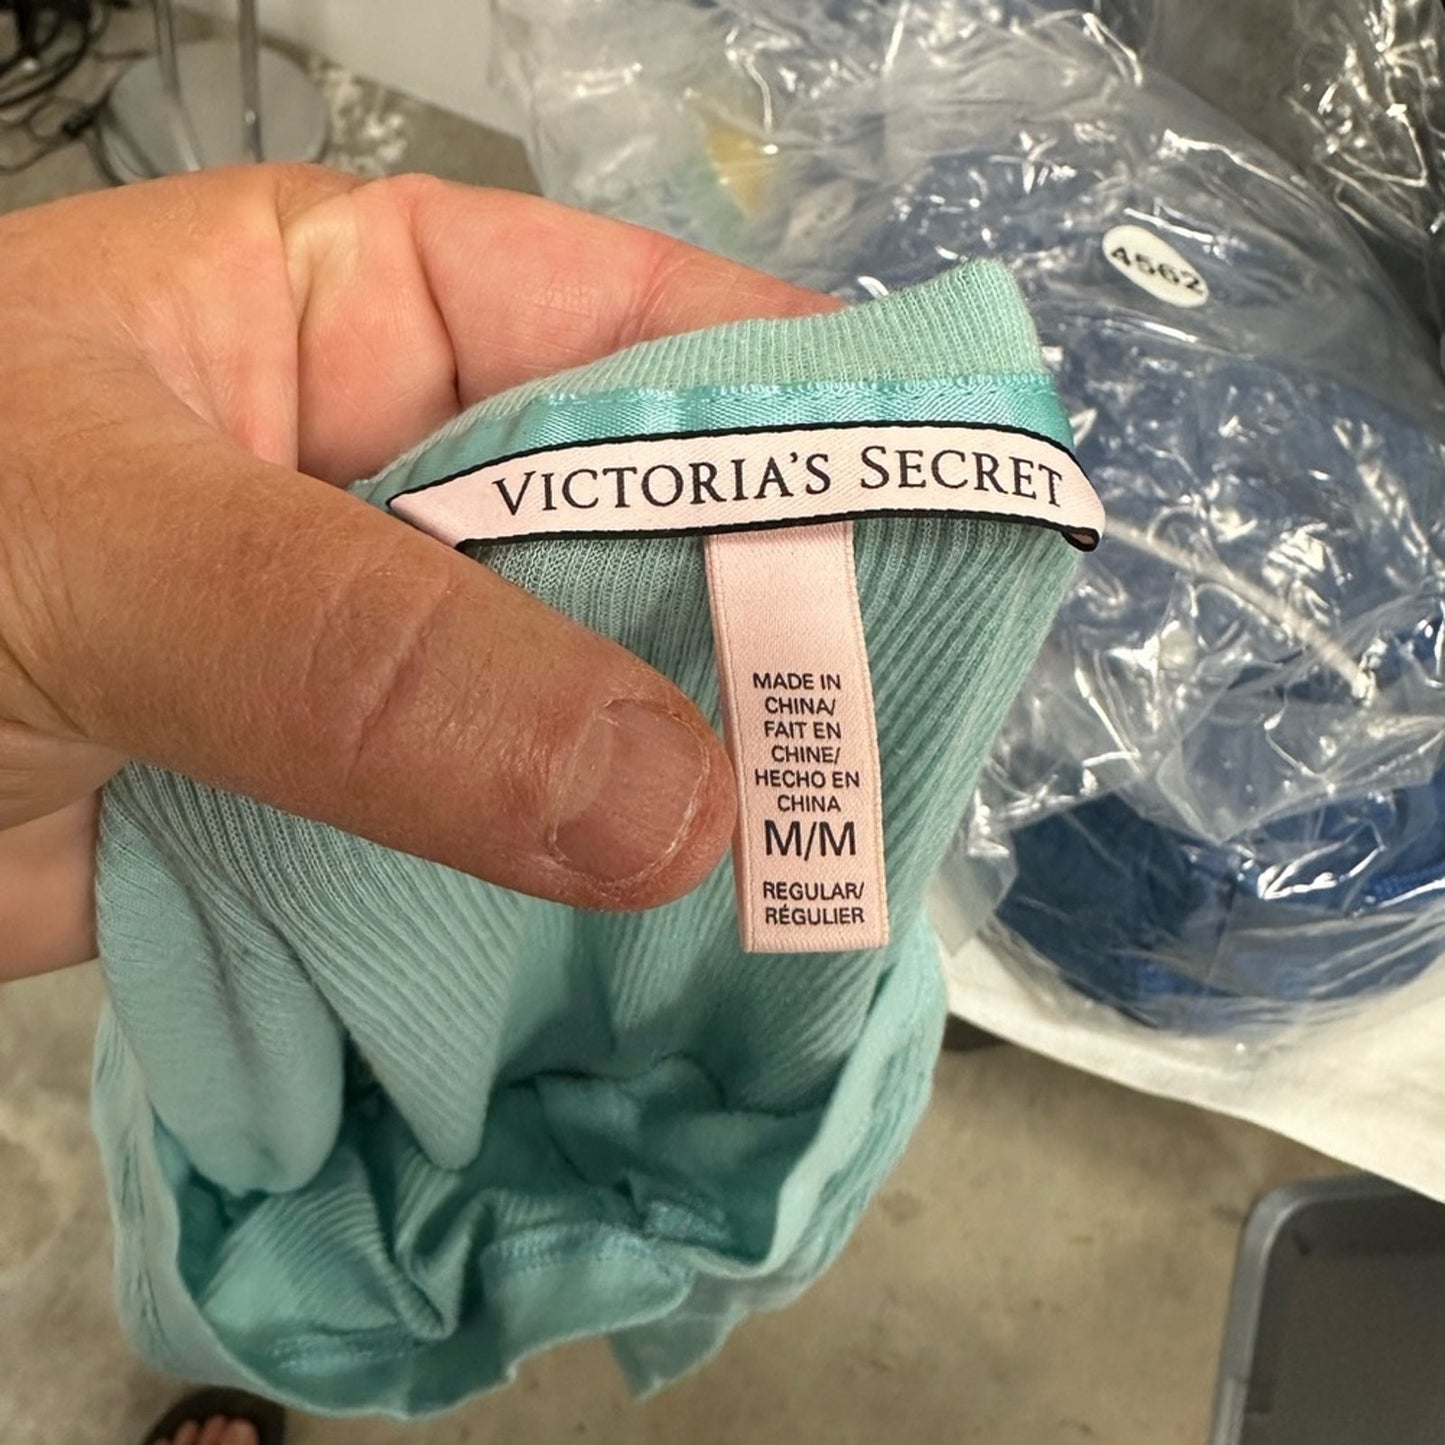 4562
VICTORIA'S SECRET
MADE IN
CHINA/
FAIT EN
CHINE/
HECHO EN
CHINA
M/M
REGULAR/
RÉGULIER